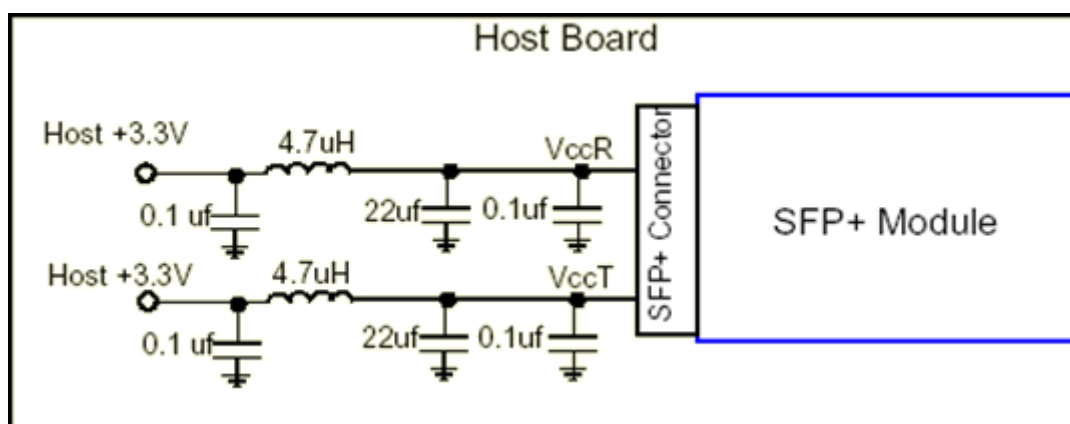 Host Board
Host +3.3V
4.7uH
VccR
0.1 uf
22uf
0.1uf
Host +3.3V
4.7uH
VccT
0.1 uf
22uf
0.1uf
SFP+ Connector
SFP+ Module